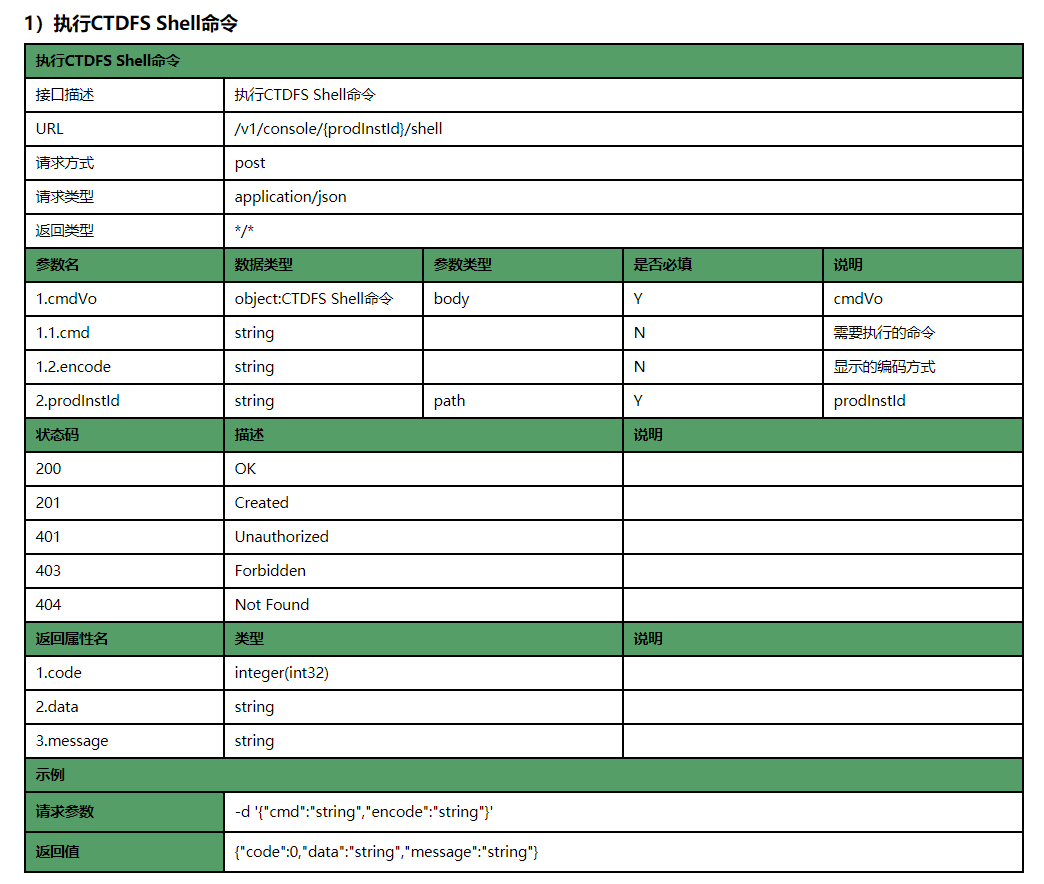 1）执行CTDFS Shell命令
执行CTDFS Shell命令
接口描述 执行CTDFS Shell命令
URL /v1/console/{prodInstId}/shell
请求方式 post
请求类型 application/json
返回类型 */*
参数名 数据类型 参数类型 是否必填 说明
1.cmdVo object:CTDFS Shell命令 body Y cmdVo
1.1.cmd string N 需要执行的命令
1.2.encode string N 显示的编码方式
2.prodInstId string path Y prodInstId
状态码 描述 说明
200 OK
201 Created
401 Unauthorized
403 Forbidden
404 Not Found
返回属性名 类型 说明
1.code integer(int32)
2.data string
3.message string
示例
请求参数 -d '{"cmd":"string","encode":"string"}'
返回值 {"code":0,"data":"string","message":"string"}